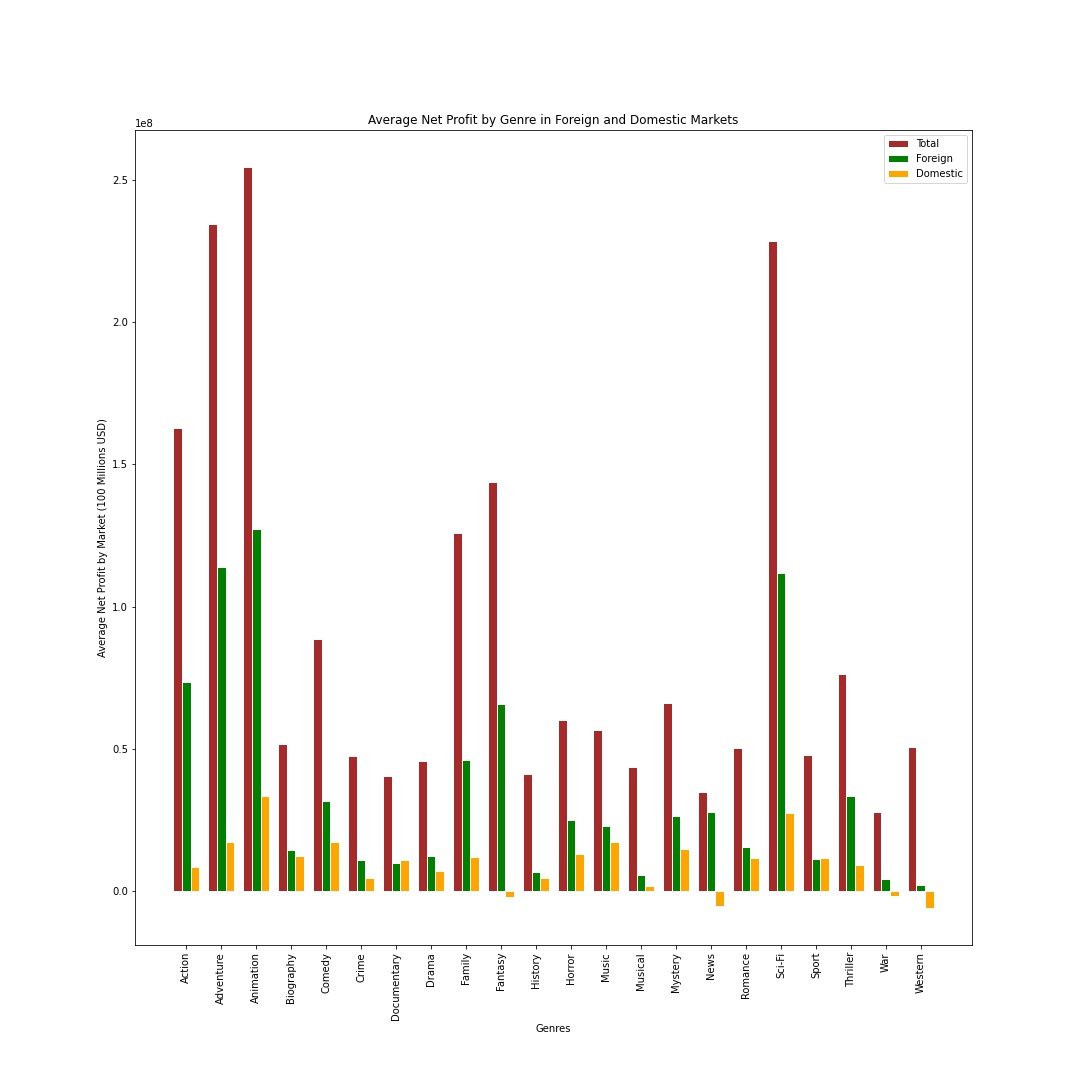 Average Net Profit by Genre in Foreign and Domestic Markets
1e8
Total
Foreign
Domestic
2.5
2.0
1.5
1.0
0.5
0.0
Average Net Profit by Market (100 Millions USD)
Action
Adventure
Animation
Biography
Comedy
Crime
Documentary
Drama
Family
Fantasy
History
Horror
Music
Musical
Mystery
News
Romance
Sci-Fi
Sport
Thriller
War
Western
Genres